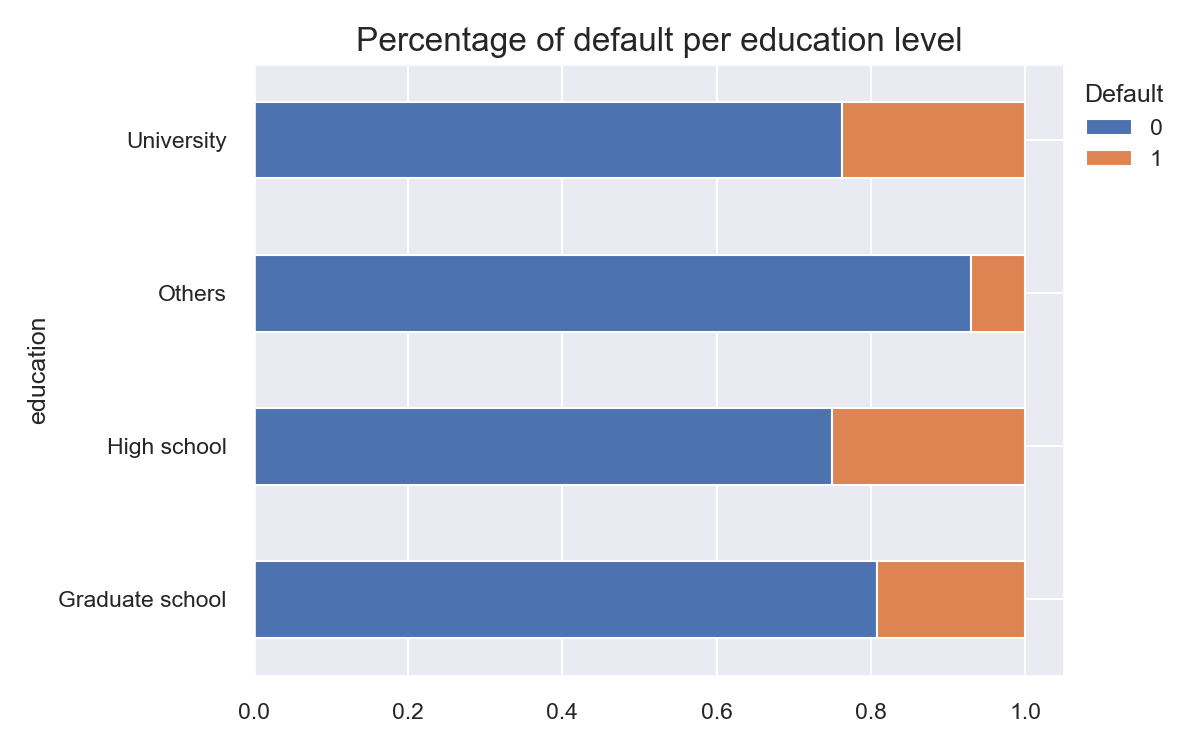 Percentage of default per education level
Default
0
1
University
Others
High school
Graduate school
education
0.0 0.2 0.4 0.6 0.8 1.0